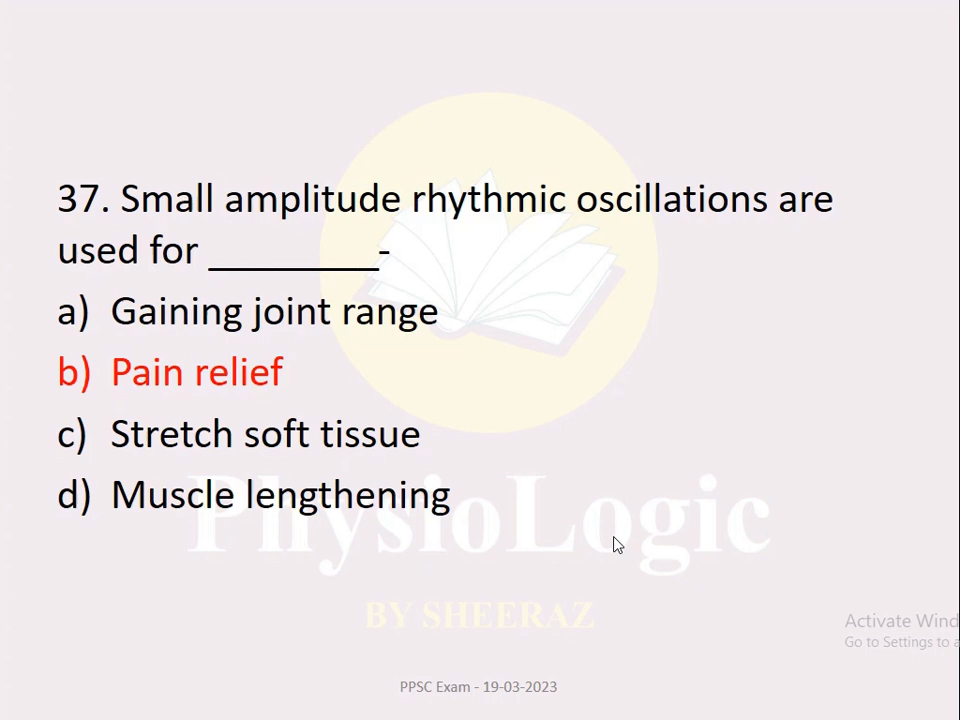 37. Small amplitude rhythmic oscillations are
used for ________-
a) Gaining joint range
b) Pain relief
c) Stretch soft tissue
d) Muscle lengthening
PhysioLogic
BY SHEERAZ
Activate Wind
Go to Settings to a
PPSC Exam - 19-03-2023